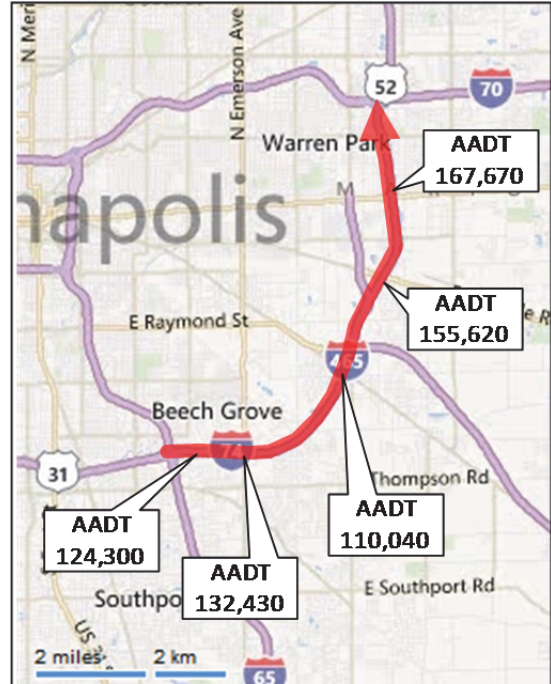 N Meri
N Emerson Ave
52
70
Warren Park
AADT
167,670
M A R I O
napolis
AADT
155,620
E Raymond St
465
Beech Grove
74
31
Thompson Rd
AADT
124,300
AADT
132,430
AADT
110,040
E Southport Rd
Southpo
US 31
2 miles
2 km
65